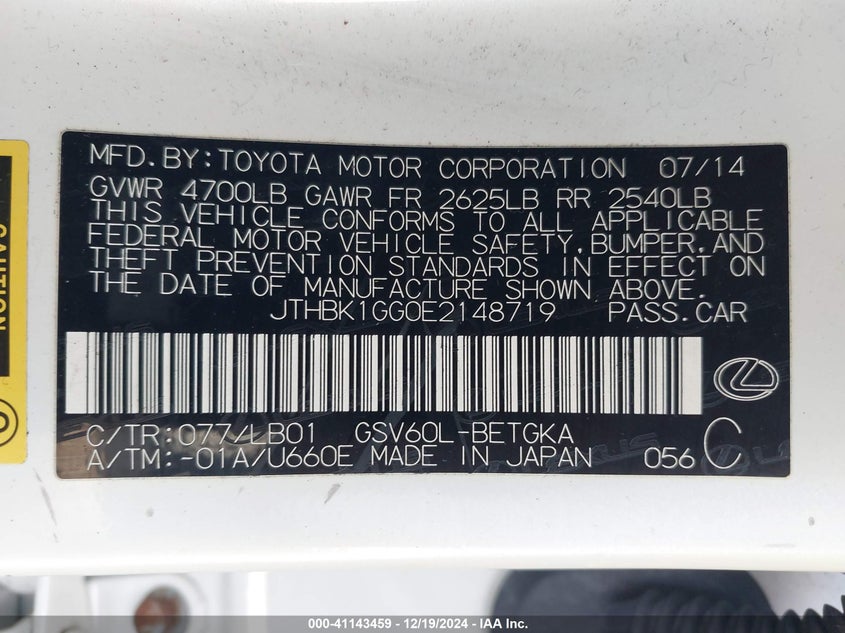 MFD.BY:TOYOTA MOTOR CORPORATION 07/14
GVWR 4700LB GAWR FR 2625LB RR 2540LB
THIS VEHICLE CONFORMS TO ALL APPLICABLE
FEDERAL MOTOR VEHICLE SAFETY,BUMPER,AND
THEFT PREVENTION STANDARDS IN EFFECT ON
THE DATE OF MANUFACTURE SHOWN ABOVE.
JTHBK1GG0E2148719 PASS.CAR
C/TR:077/LB01 GSV60L-BETGKA
A/TM:-01A/U660E MADE IN JAPAN 056 C
CAUTION
000-41143459 - 12/19/2024 - IAA Inc.